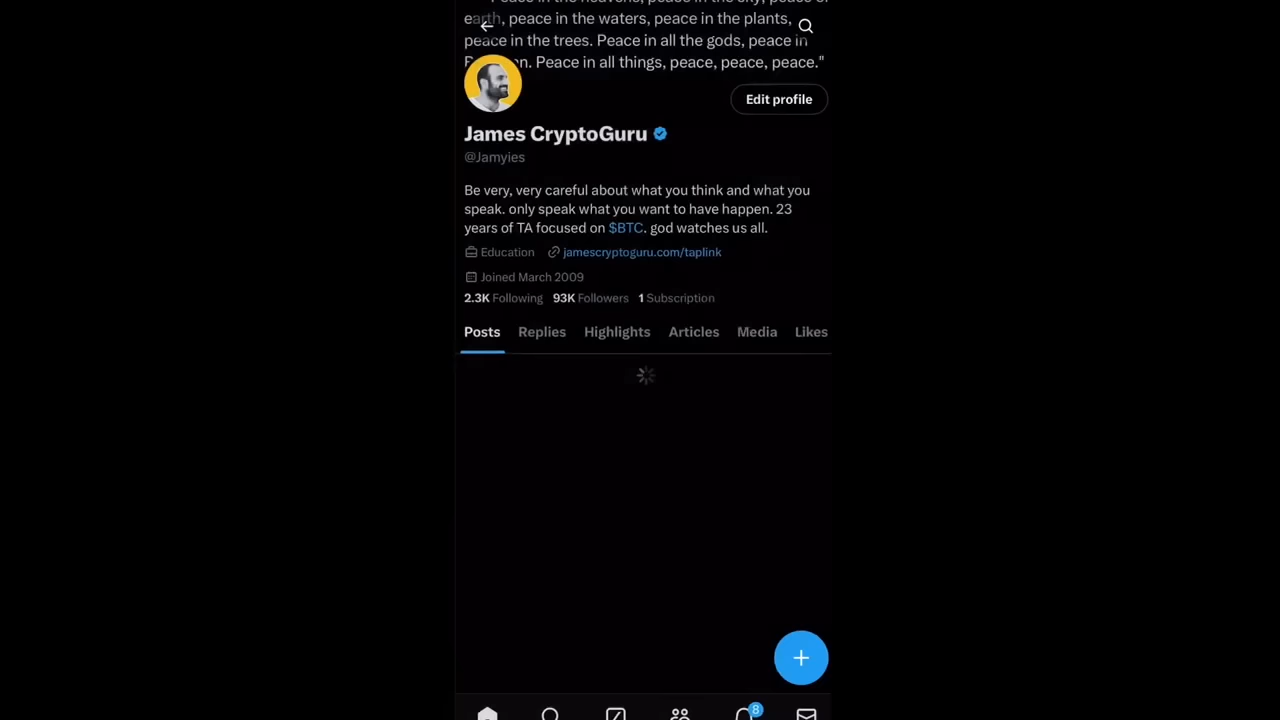 earth, peace in the waters, peace in the plants,
peace in the trees. Peace in all the gods, peace in
Peace in all things, peace, peace, peace."
Edit profile
James CryptoGuru
@Jamyies
Be very, very careful about what you think and what you
speak. only speak what you want to have happen. 23
years of TA focused on $BTC. god watches us all.
Education jamescryptoguru.com/taplink
Joined March 2009
2.3K Following 93K Followers 1 Subscription
Posts Replies Highlights Articles Media Likes
8